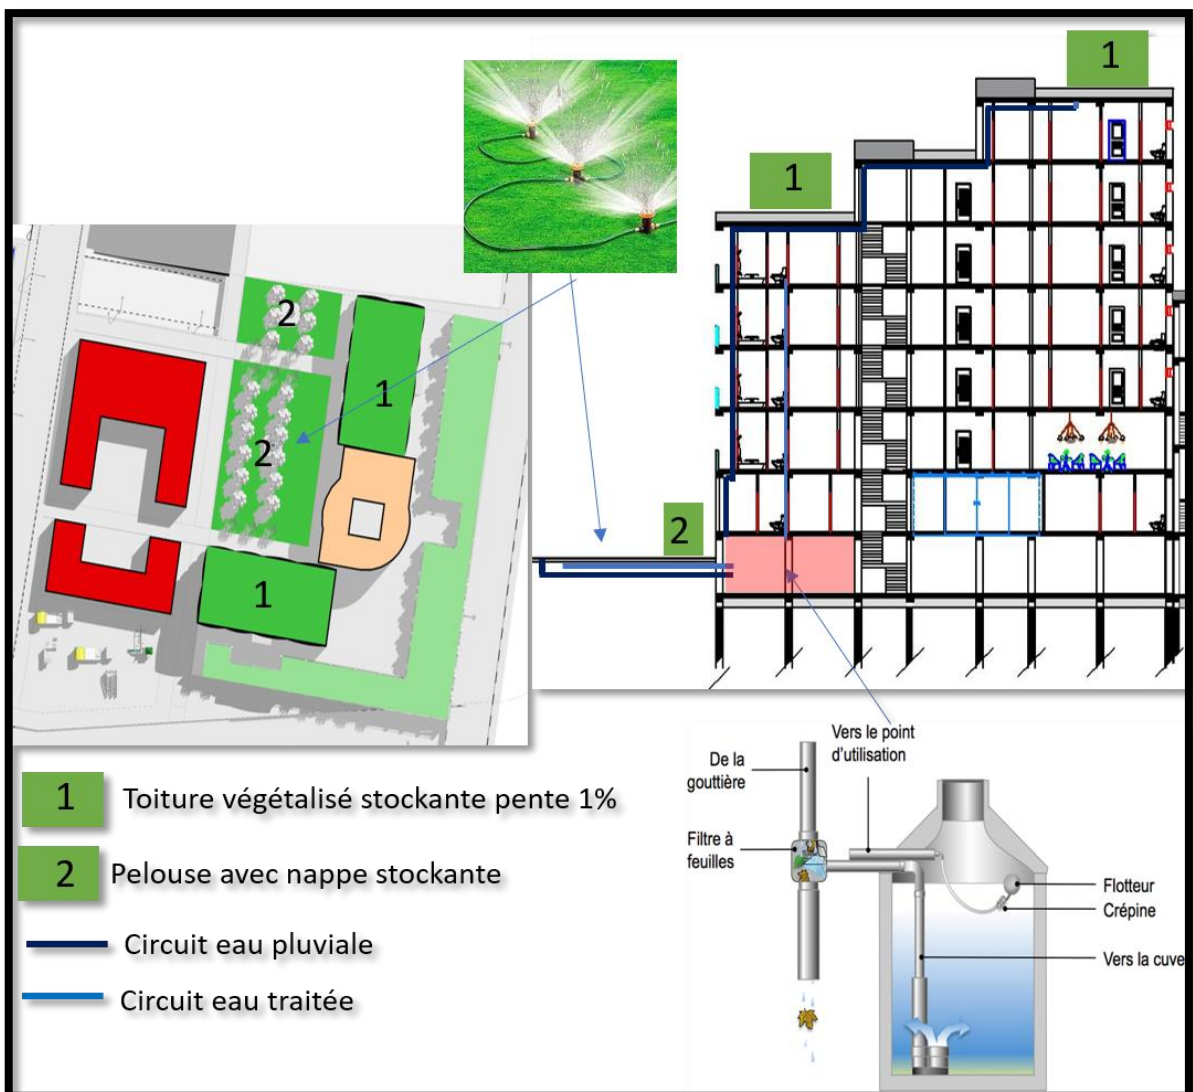 1
1
2
1
2
1
2
1
Toiture végétalisé stockante pente 1%
2
Pelouse avec nappe stockante
Circuit eau pluviale
Circuit eau traitée
De la
gouttière
Vers le point
d'utilisation
Filtre à
feuilles
Flotteur
Crépine
Vers la cuve